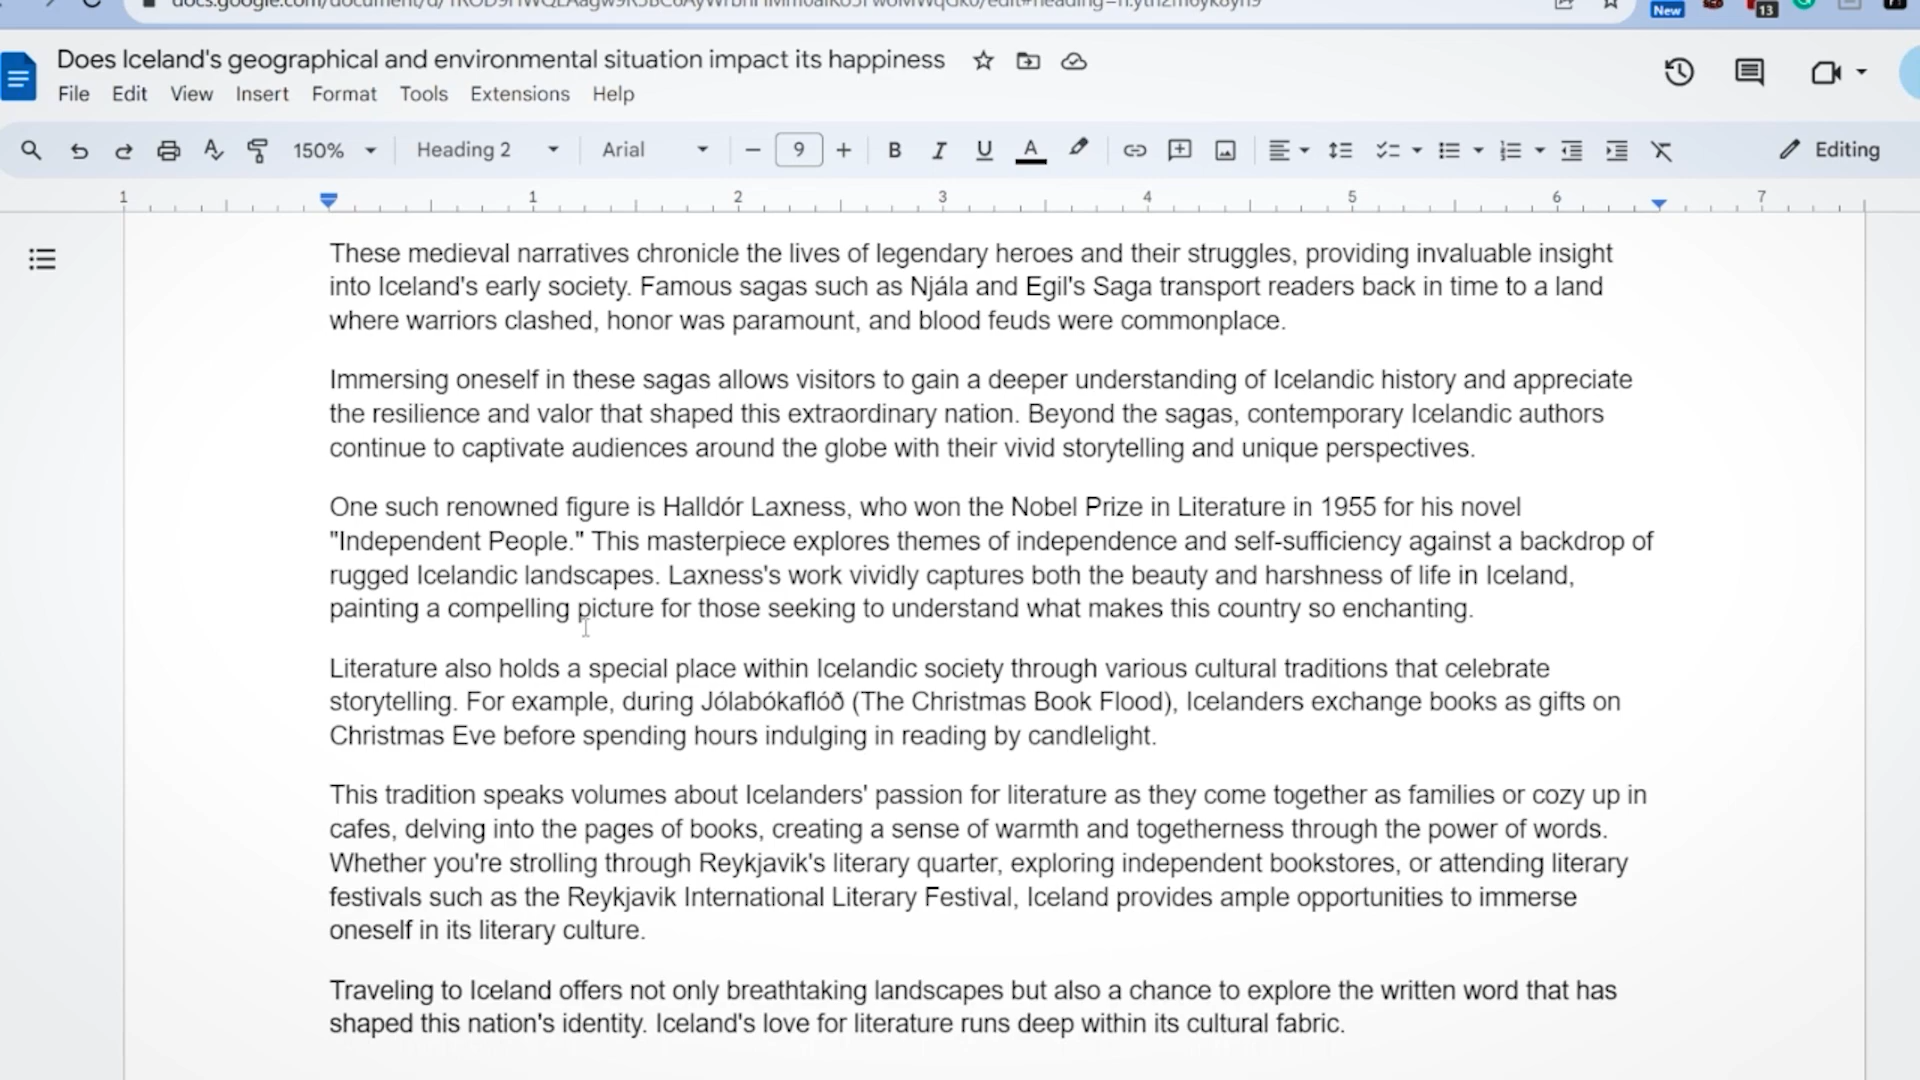 Does Iceland's geographical and environmental situation impact its happiness
New
13
File Edit View Insert Format Tools Extensions Help
150% Heading 2 Arial 9 B I U A Editing
1 1 2 3 4 5 6 7
These medieval narratives chronicle the lives of legendary heroes and their struggles, providing invaluable insight
into Iceland's early society. Famous sagas such as Njála and Egil's Saga transport readers back in time to a land
where warriors clashed, honor was paramount, and blood feuds were commonplace.
Immersing oneself in these sagas allows visitors to gain a deeper understanding of Icelandic history and appreciate
the resilience and valor that shaped this extraordinary nation. Beyond the sagas, contemporary Icelandic authors
continue to captivate audiences around the globe with their vivid storytelling and unique perspectives.
One such renowned figure is Halldór Laxness, who won the Nobel Prize in Literature in 1955 for his novel
"Independent People." This masterpiece explores themes of independence and self-sufficiency against a backdrop of
rugged Icelandic landscapes. Laxness's work vividly captures both the beauty and harshness of life in Iceland,
painting a compelling picture for those seeking to understand what makes this country so enchanting.
Literature also holds a special place within Icelandic society through various cultural traditions that celebrate
storytelling. For example, during Jólabókaflóð (The Christmas Book Flood), Icelanders exchange books as gifts on
Christmas Eve before spending hours indulging in reading by candlelight.
This tradition speaks volumes about Icelanders' passion for literature as they come together as families or cozy up in
cafes, delving into the pages of books, creating a sense of warmth and togetherness through the power of words.
Whether you're strolling through Reykjavik's literary quarter, exploring independent bookstores, or attending literary
festivals such as the Reykjavik International Literary Festival, Iceland provides ample opportunities to immerse
oneself in its literary culture.
Traveling to Iceland offers not only breathtaking landscapes but also a chance to explore the written word that has
shaped this nation's identity. Iceland's love for literature runs deep within its cultural fabric.